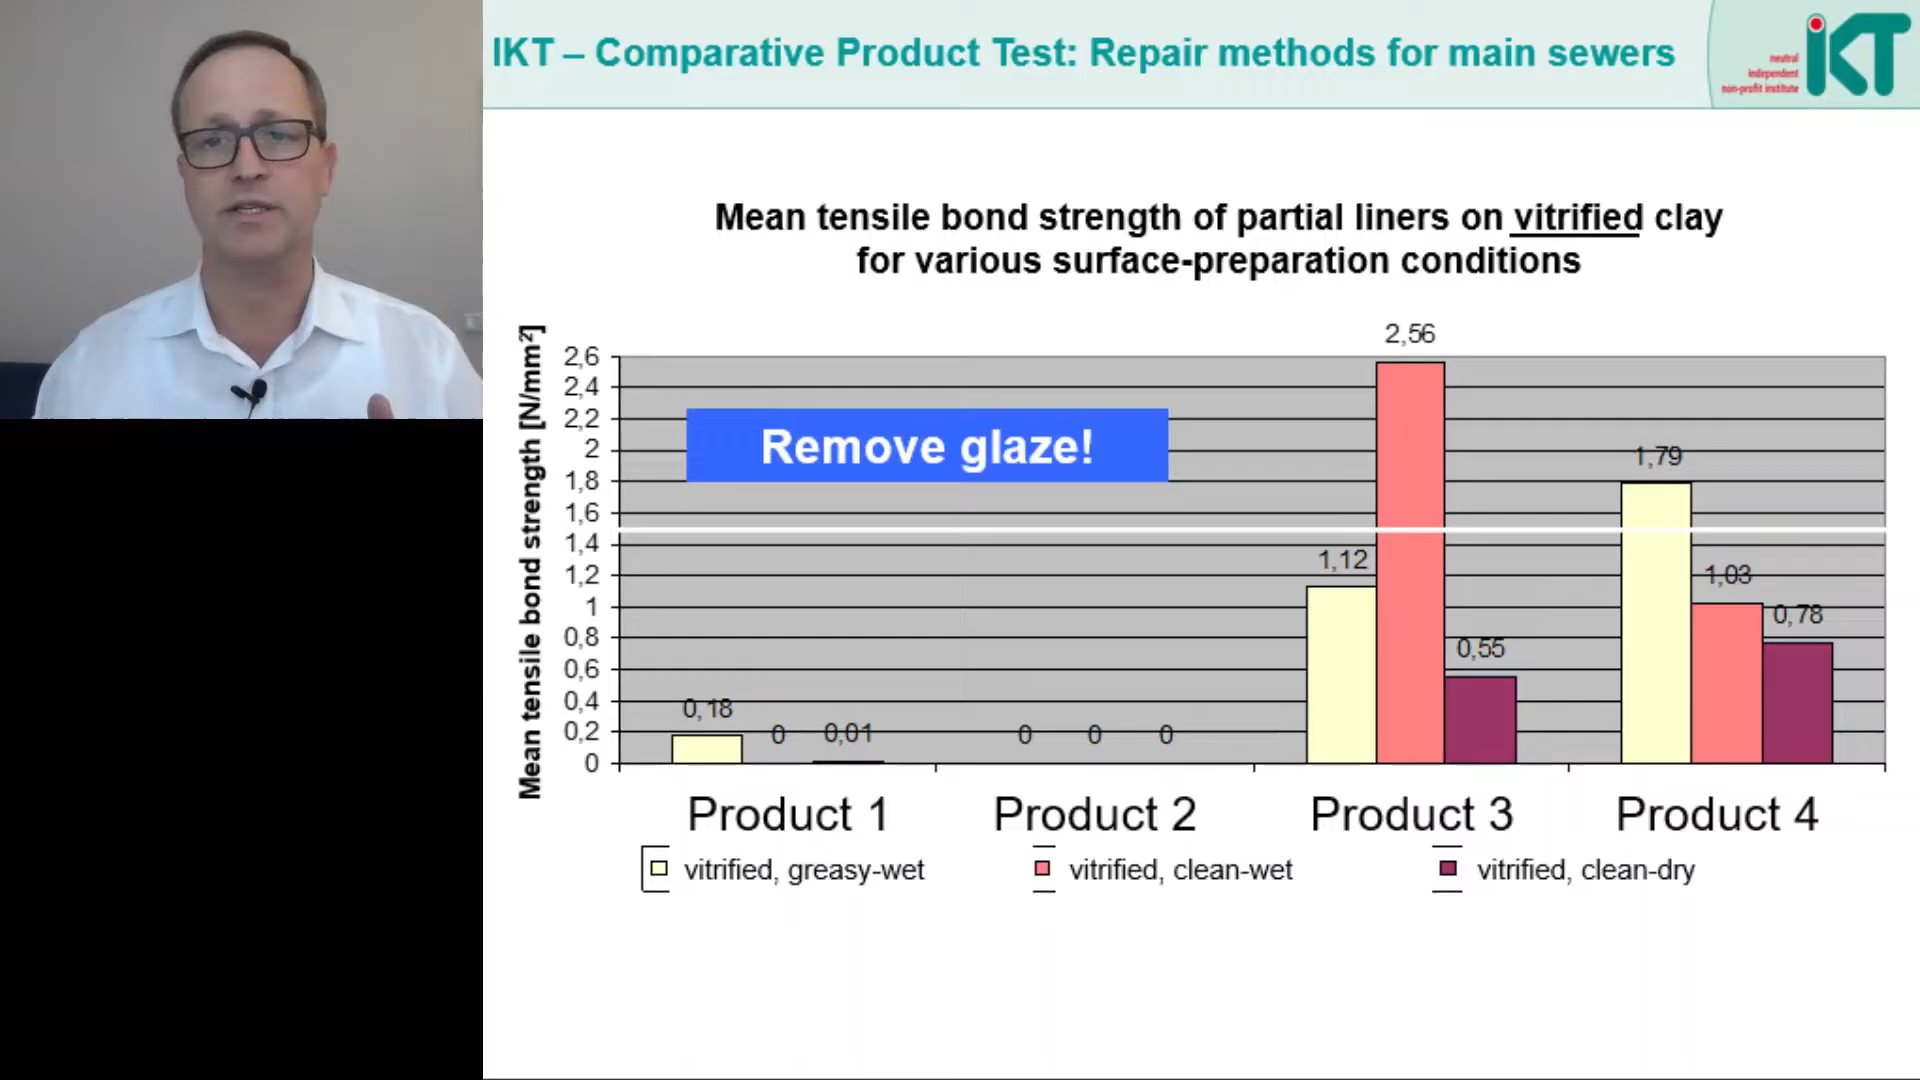 IKT – Comparative Product Test: Repair methods for main sewers
neutral
independent
non-profit institute
iKT
Mean tensile bond strength of partial liners on vitrified clay
for various surface-preparation conditions
Mean tensile bond strength [N/mm²]
2,6
2,4
2,2
2
1,8
1,6
1,4
1,2
1
0,8
0,6
0,4
0,2
0
Remove glaze!
0,18
0
0,01
0
0
0
1,12
2,56
0,55
1,79
1,03
0,78
Product 1
Product 2
Product 3
Product 4
vitrified, greasy-wet
vitrified, clean-wet
vitrified, clean-dry